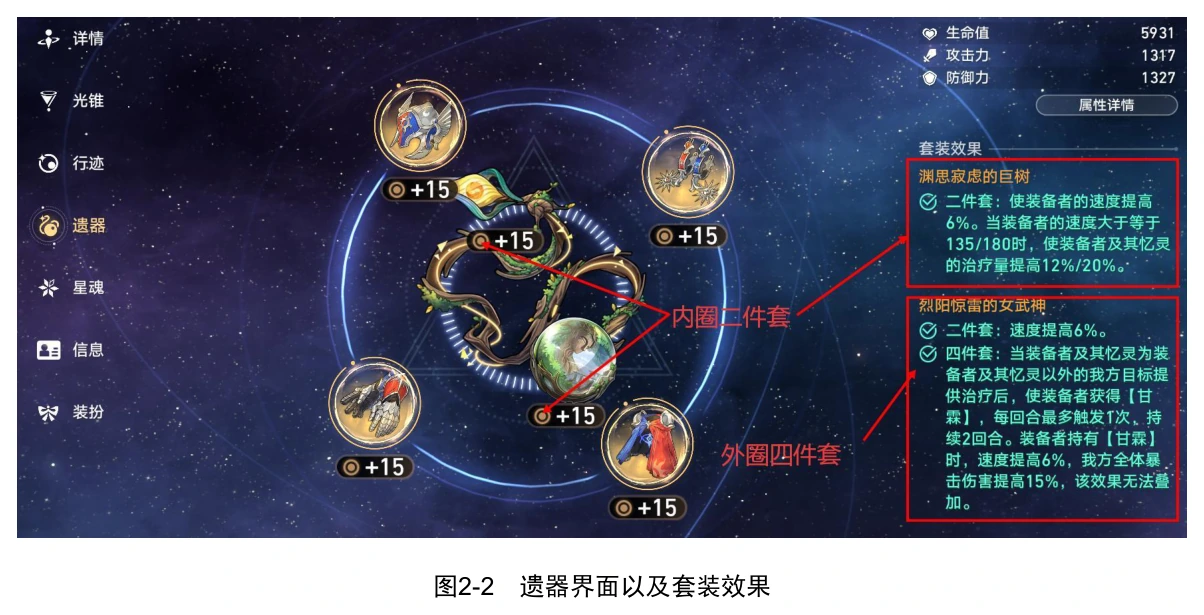 详情
光锥
行迹
遗器
星魂
信息
装扮
+15
+15
+15
+15
+15
+15
内圈二件套
外圈四件套
生命值 5931
攻击力 1317
防御力 1327
属性详情
套装效果
渊思寂虑的巨树
二件套：使装备者的速度提高
6%。当装备者的速度大于等于
135/180时，使装备者及其忆灵
的治疗量提高12%/20%。
烈阳惊雷的女武神
二件套：速度提高6%。
四件套：当装备者及其忆灵为装
备者及其忆灵以外的我方目标提
供治疗后，使装备者获得【甘
霖】，每回合最多触发1次，持
续2回合。装备者持有【甘霖】
时，速度提高6%，我方全体暴
击伤害提高15%，该效果无法叠
加。
图2-2 遗器界面以及套装效果